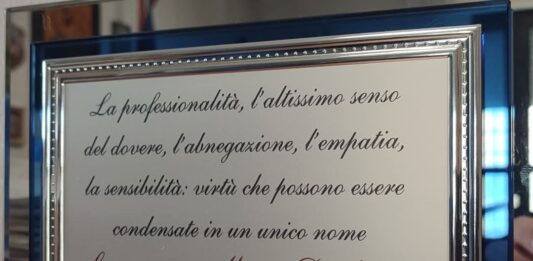 La professionalità, l'altissimo senso
del dovere, l'abnegazione, l'empatia,
la sensibilità: virtù che possono essere
condensate in un unico nome